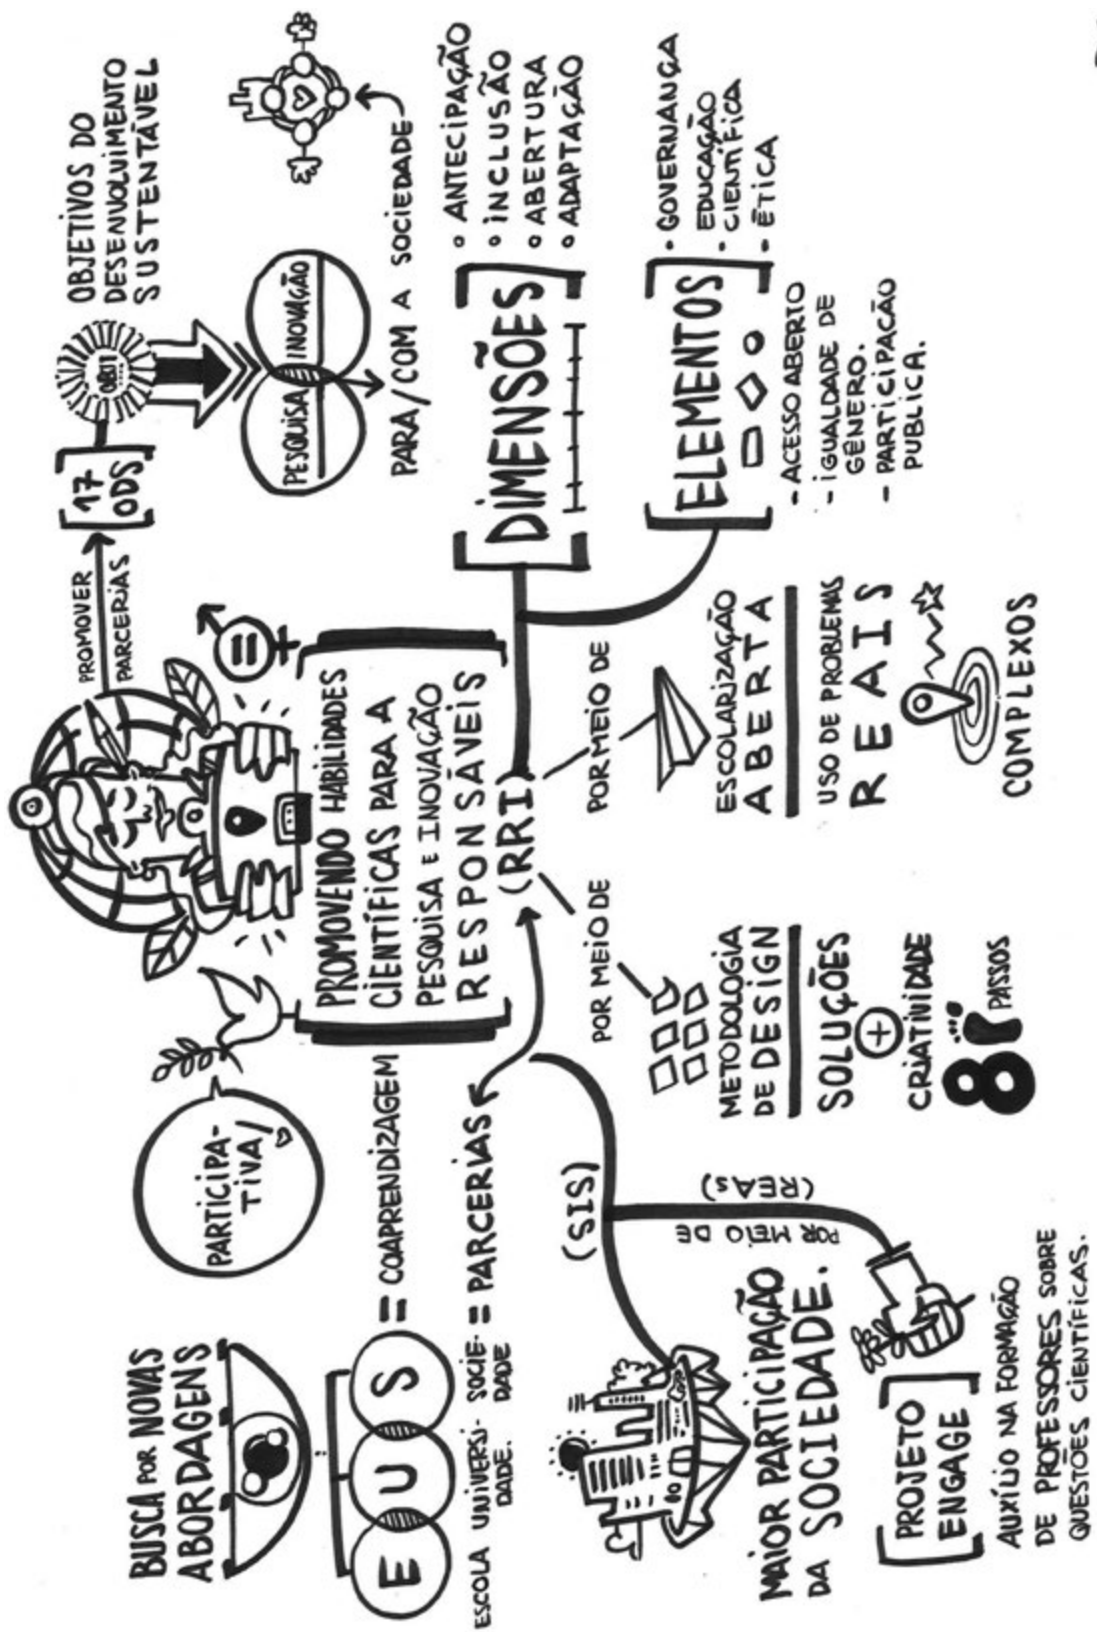 BUSCA POR NOVAS
ABORDAGENS
E U S
ESCOLA UNIVERSI-
DADE.
SOCIE-
DADE
= COAPRENDIZAGEM
= PARCERIAS
PARTICIPA-
TIVA
PROMOVENDO HABILIDADES
CIENTÍFICAS PARA A
PESQUISA E INOVAÇÃO
RESPONSÁVEIS
(RRI)
PROMOVER
PARCERIAS
17
ODS
OBJETIVOS DO
DESENVOLVIMENTO
SUSTENTÁVEL
PESQUISA
INOVAÇÃO
PARA/COM A SOCIEDADE
DIMENSÕES
° ANTECIPAÇÃO
° INCLUSÃO
° ABERTURA
° ADAPTAÇÃO
ELEMENTOS
- GOVERNANÇA
EDUCAÇÃO
- CIENTÍFICA
- ÉTICA
- ACESSO ABERTO
- IGUALDADE DE
GÊNERO.
- PARTICIPAÇÃO
PUBLICA.
(SIS)
POR MEIO DE
(REAs)
MAIOR PARTICIPAÇÃO
DA SOCIEDADE.
PROJETO
ENGAGE
AUXÍLIO NA FORMAÇÃO
DE PROFESSORES SOBRE
QUESTÕES CIENTÍFICAS.
POR MEIO DE
METODOLOGIA
DE DESIGN
SOLUÇÕES
+
CRIATIVIDADE
8 PASSOS
POR MEIO DE
ESCOLARIZAÇÃO
ABERTA
USO DE PROBLEMAS
REAIS
COMPLEXOS